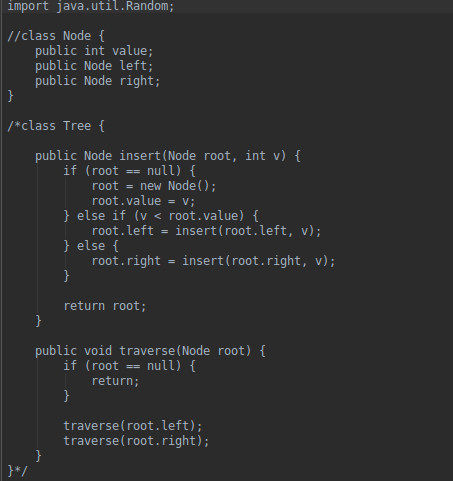 import java.util.Random;
//class Node {
    public int value;
    public Node left;
    public Node right;
}
/*class Tree {
    public Node insert(Node root, int v) {
        if (root == null) {
            root = new Node();
            root.value = v;
        } else if (v < root.value) {
            root.left = insert(root.left, v);
        } else {
            root.right = insert(root.right, v);
        }
        return root;
    }
    public void traverse(Node root) {
        if (root == null) {
            return;
        }
        traverse(root.left);
        traverse(root.right);
    }
}*/